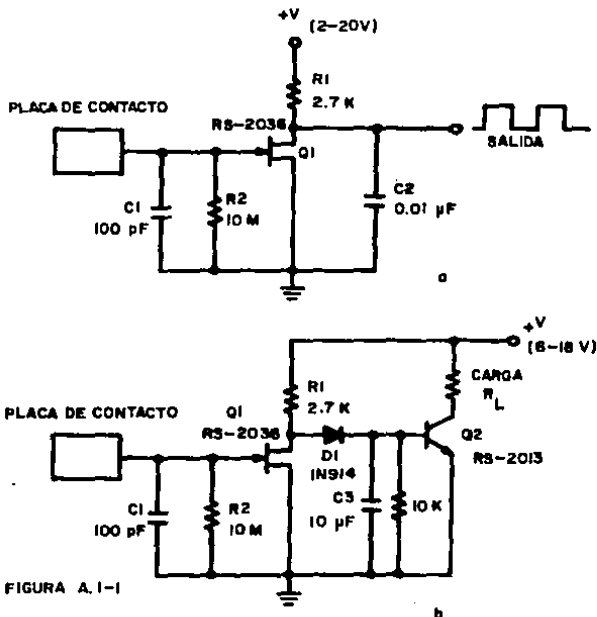 +V
(2-20V)
R1
2.7 K
PLACA DE CONTACTO
RS-2036
Q1
SALIDA
C1
100 pF
R2
10 M
C2
0.01 µF
a
+V
(6-18 V)
CARGA
R L
R1
2.7 K
PLACA DE CONTACTO
Q1
RS-2036
D1
1N914
Q2
RS-2013
C1
100 pF
R2
10 M
C3
10 µF
10 K
FIGURA A.1-1
b